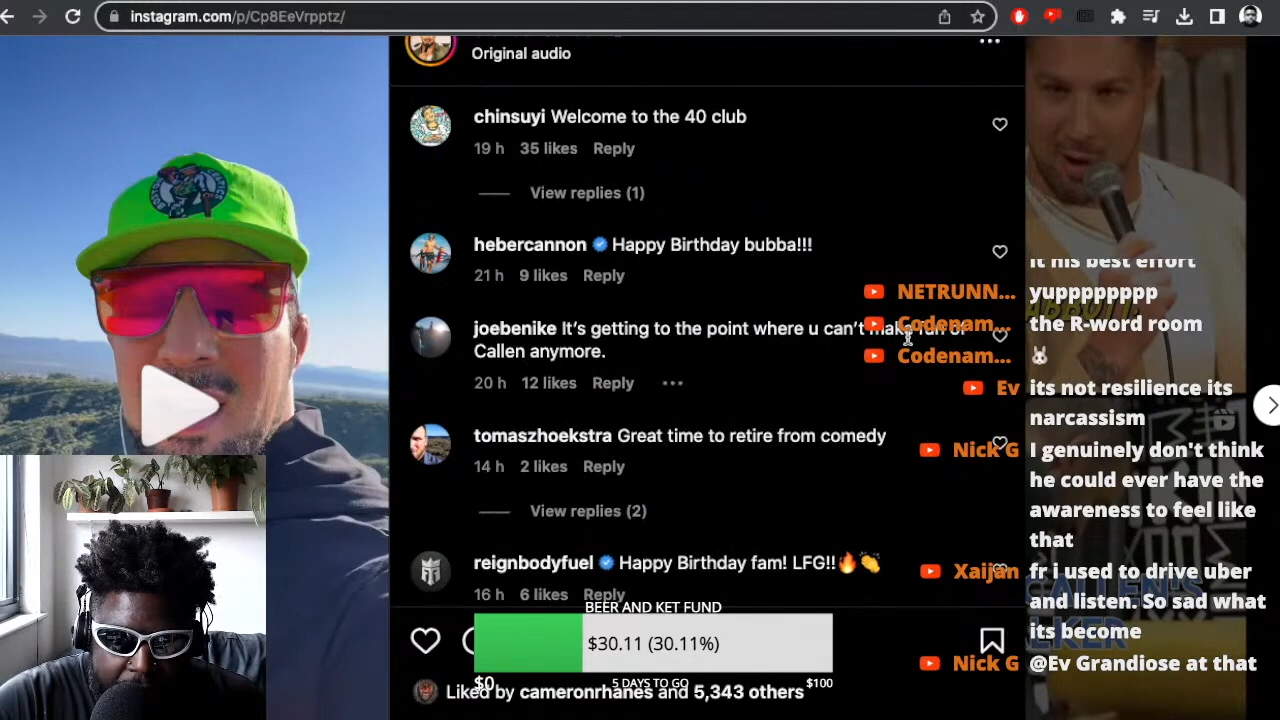 instagram.com/p/Cp8EeVrpptz/
Original audio
chinsuyi Welcome to the 40 club
19 h 35 likes Reply
View replies (1)
hebercannon Happy Birthday bubba!!!
21 h 9 likes Reply
joebenike It's getting to the point where u can't make fun of
Callen anymore.
20 h 12 likes Reply
tomaszhoekstra Great time to retire from comedy
14 h 2 likes Reply
View replies (2)
reignbodyfuel Happy Birthday fam! LFG!!🔥👏
16 h 6 likes Reply
BEER AND KET FUND
$30.11 (30.11%)
$0 5 DAYS TO GO $100
Liked by cameronrhanes and 5,343 others
it his best effort
NETRUNN... yupppppppp
Codenam... the R-word room
Codenam... 🐰
Ev its not resilience its
narcassism
Nick G I genuinely don't think
he could ever have the
awareness to feel like
that
Xaijan fr i used to drive uber
and listen. So sad what
its become
Nick G @Ev Grandiose at that